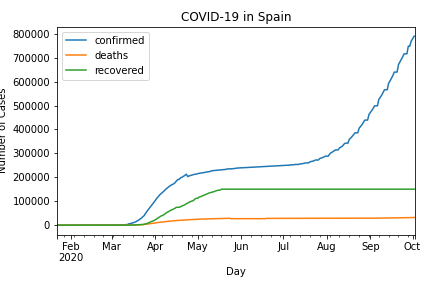 COVID-19 in Spain
confirmed
deaths
recovered
800000
700000
600000
500000
400000
300000
200000
100000
0
Number of Cases
Feb Mar Apr May Jun Jul Aug Sep Oct
2020
Day